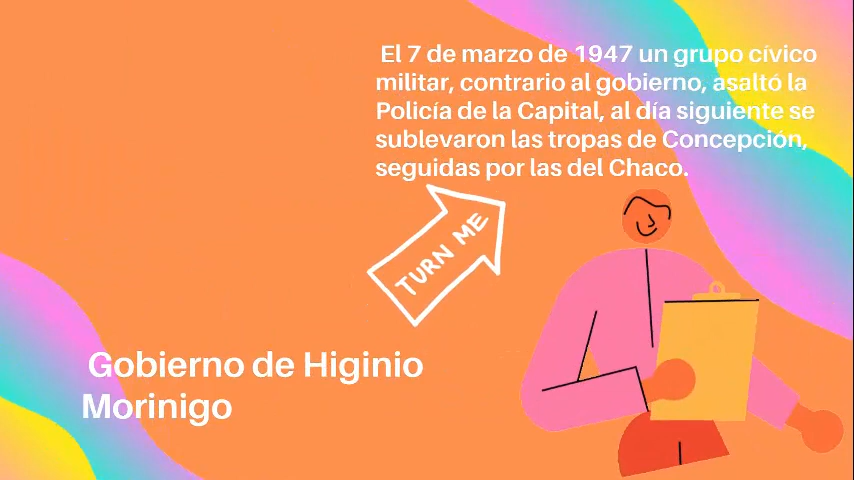 El 7 de marzo de 1947 un grupo cívico
militar, contrario al gobierno, asaltó la
Policía de la Capital, al día siguiente se
sublevaron las tropas de Concepción,
seguidas por las del Chaco.
TURN ME
Gobierno de Higinio
Morinigo